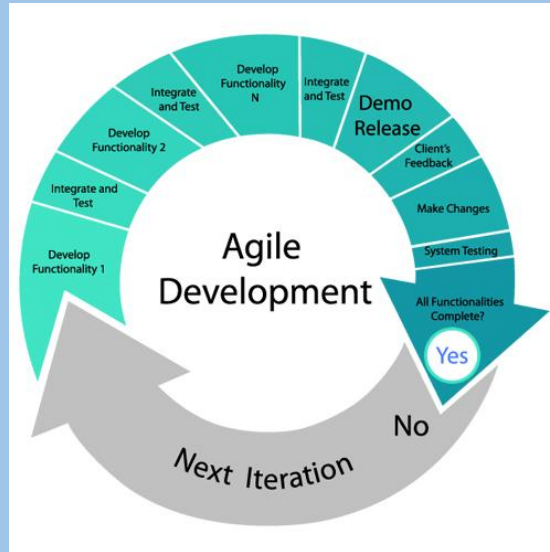 Develop
Functionality 1
Integrate and
Test
Develop
Functionality 2
Integrate
and Test
Develop
Functionality
N
Integrate
and Test
Demo
Release
Client's
Feedback
Make Changes
System Testing
All Functionalities
Complete?
Yes
No
Next Iteration
Agile
Development